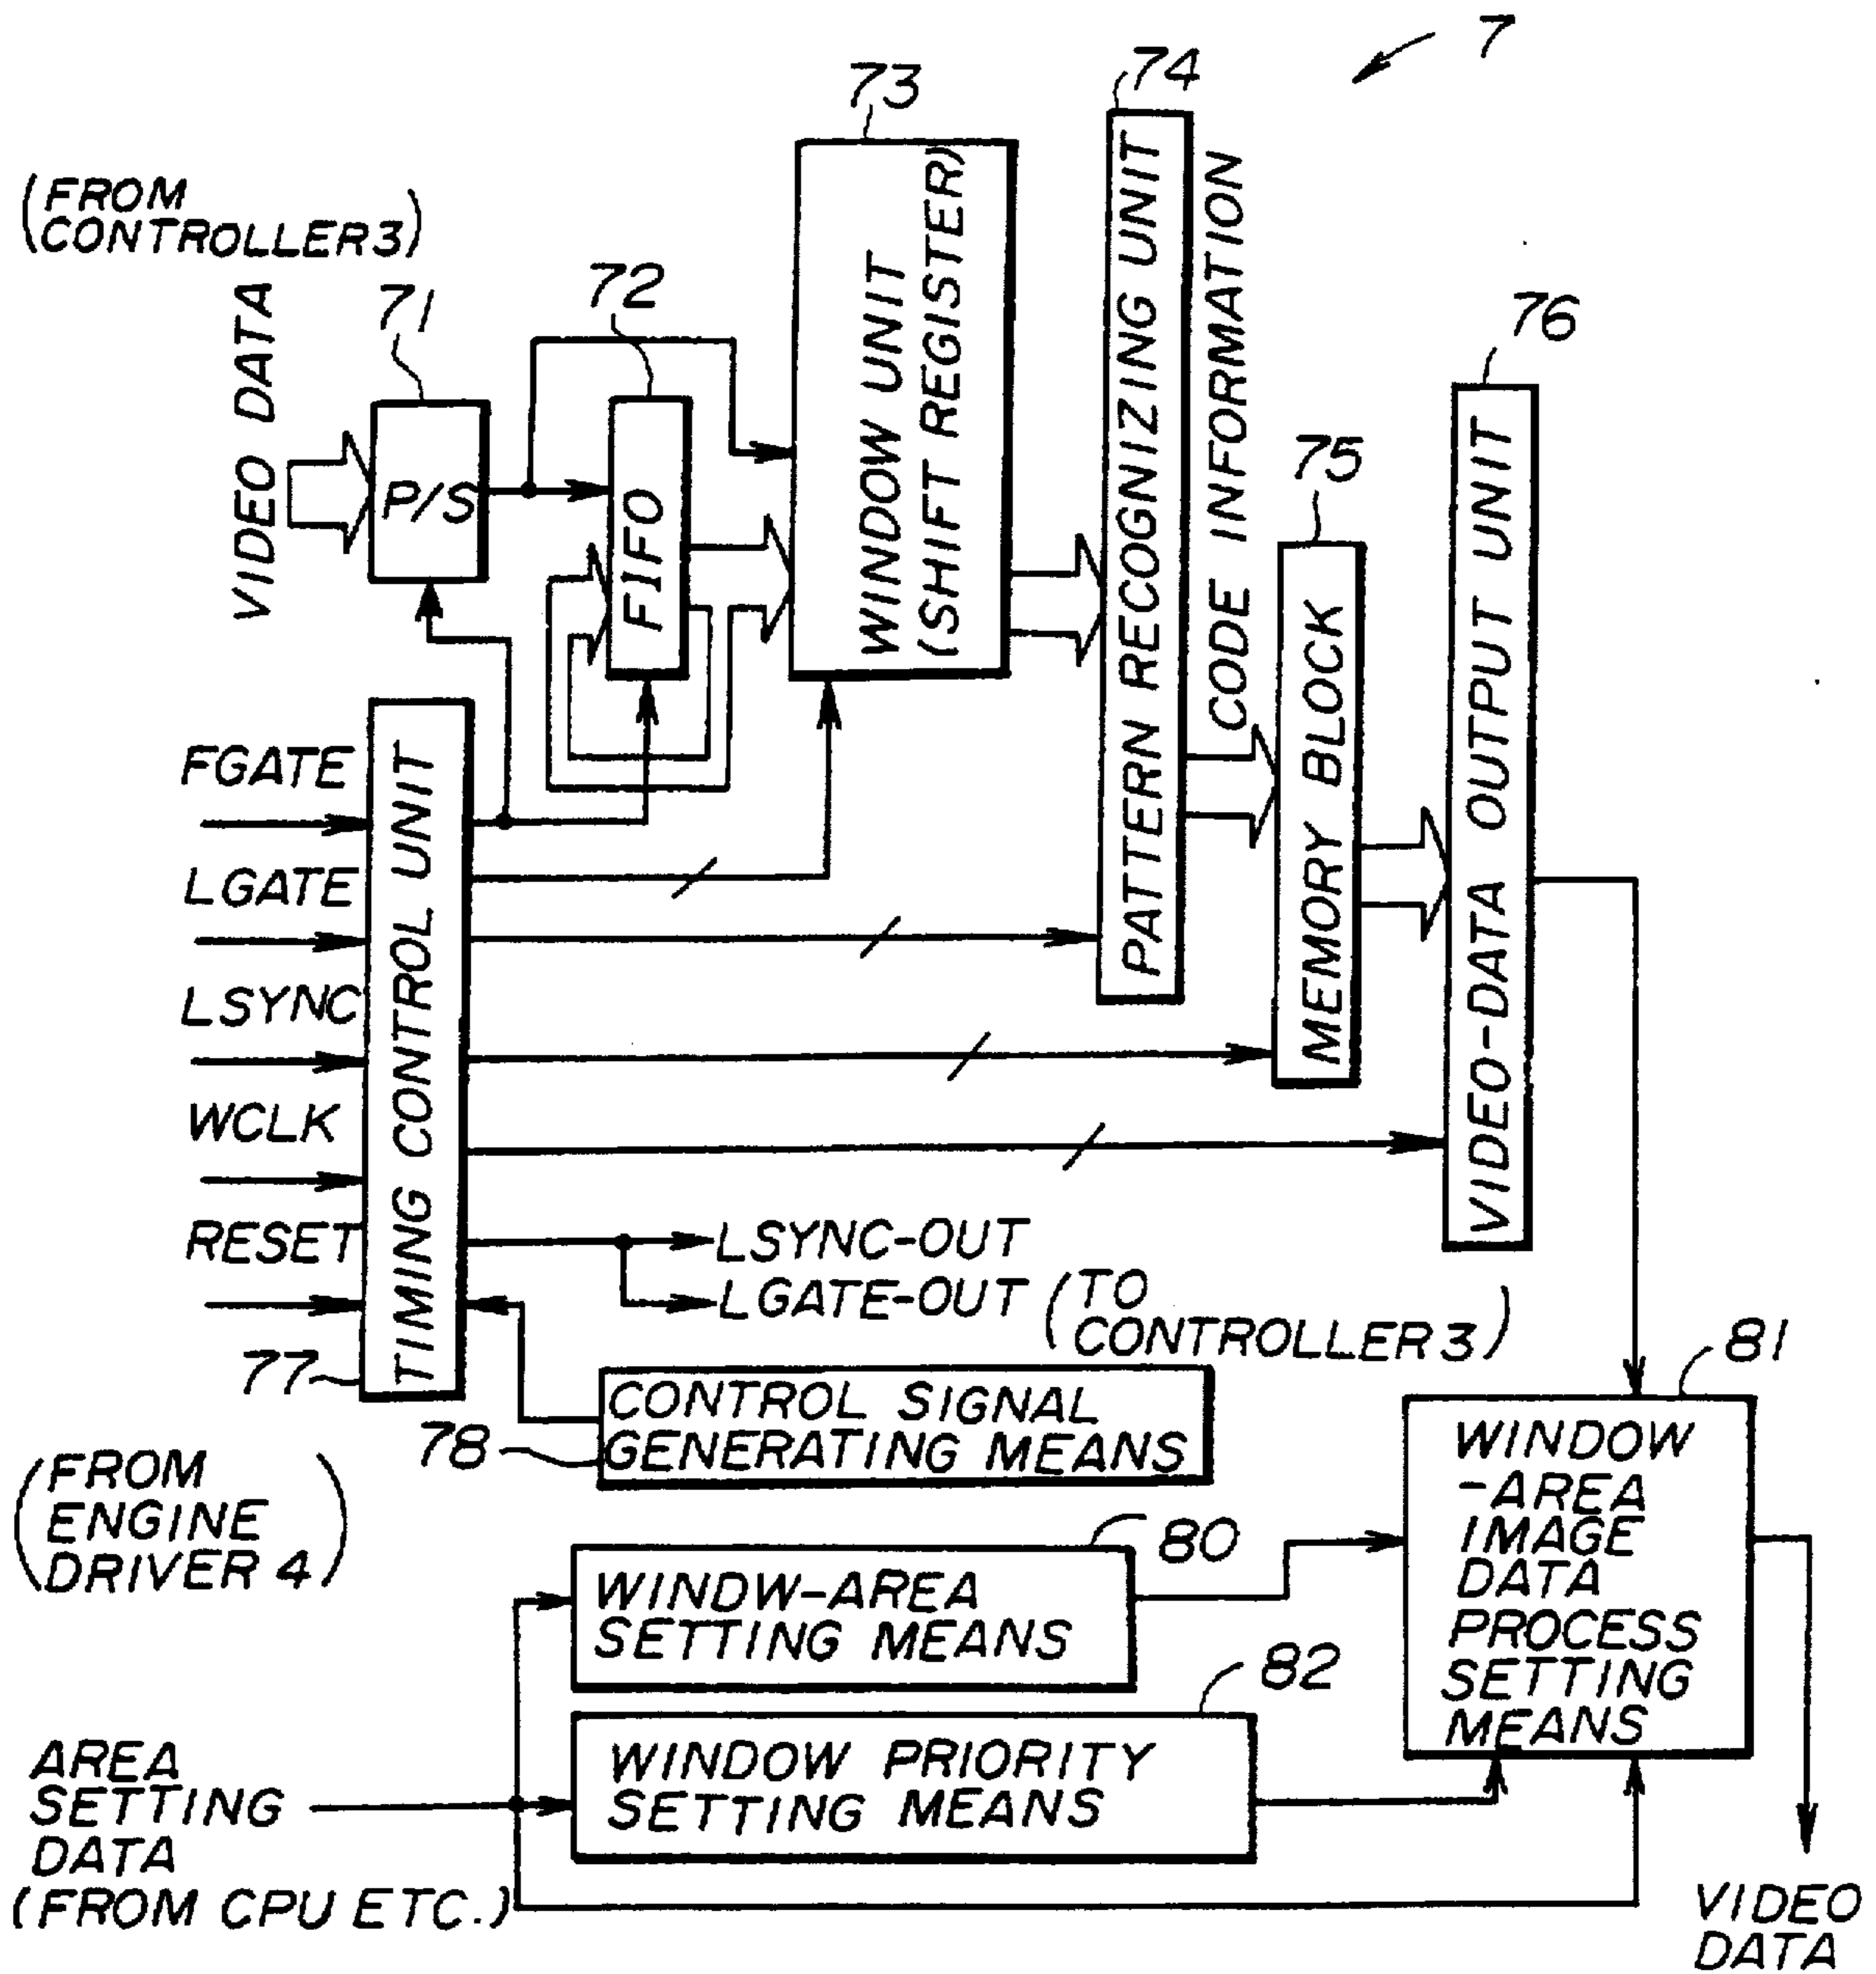 7
74
73
(FROM
CONTROLLER3)
72
71
76
75
VIDEO DATA
P/S
FIFO
WINDOW UNIT
(SHIFT REGISTER)
PATTERN RECOGNIZING UNIT
CODE INFORMATION
MEMORY BLOCK
VIDEO-DATA OUTPUT UNIT
FGATE
LGATE
LSYNC
WCLK
RESET
TIMING CONTROL UNIT
77
LSYNC-OUT
LGATE-OUT
(TO
CONTROLLER 3)
81
CONTROL SIGNAL
GENERATING MEANS
78
(FROM
ENGINE
DRIVER 4)
80
WINDW-AREA
SETTING MEANS
82
WINDOW PRIORITY
SETTING MEANS
WINDOW
-AREA
IMAGE
DATA
PROCESS
SETTING
MEANS
AREA
SETTING
DATA
(FROM CPU ETC.)
VIDEO
DATA